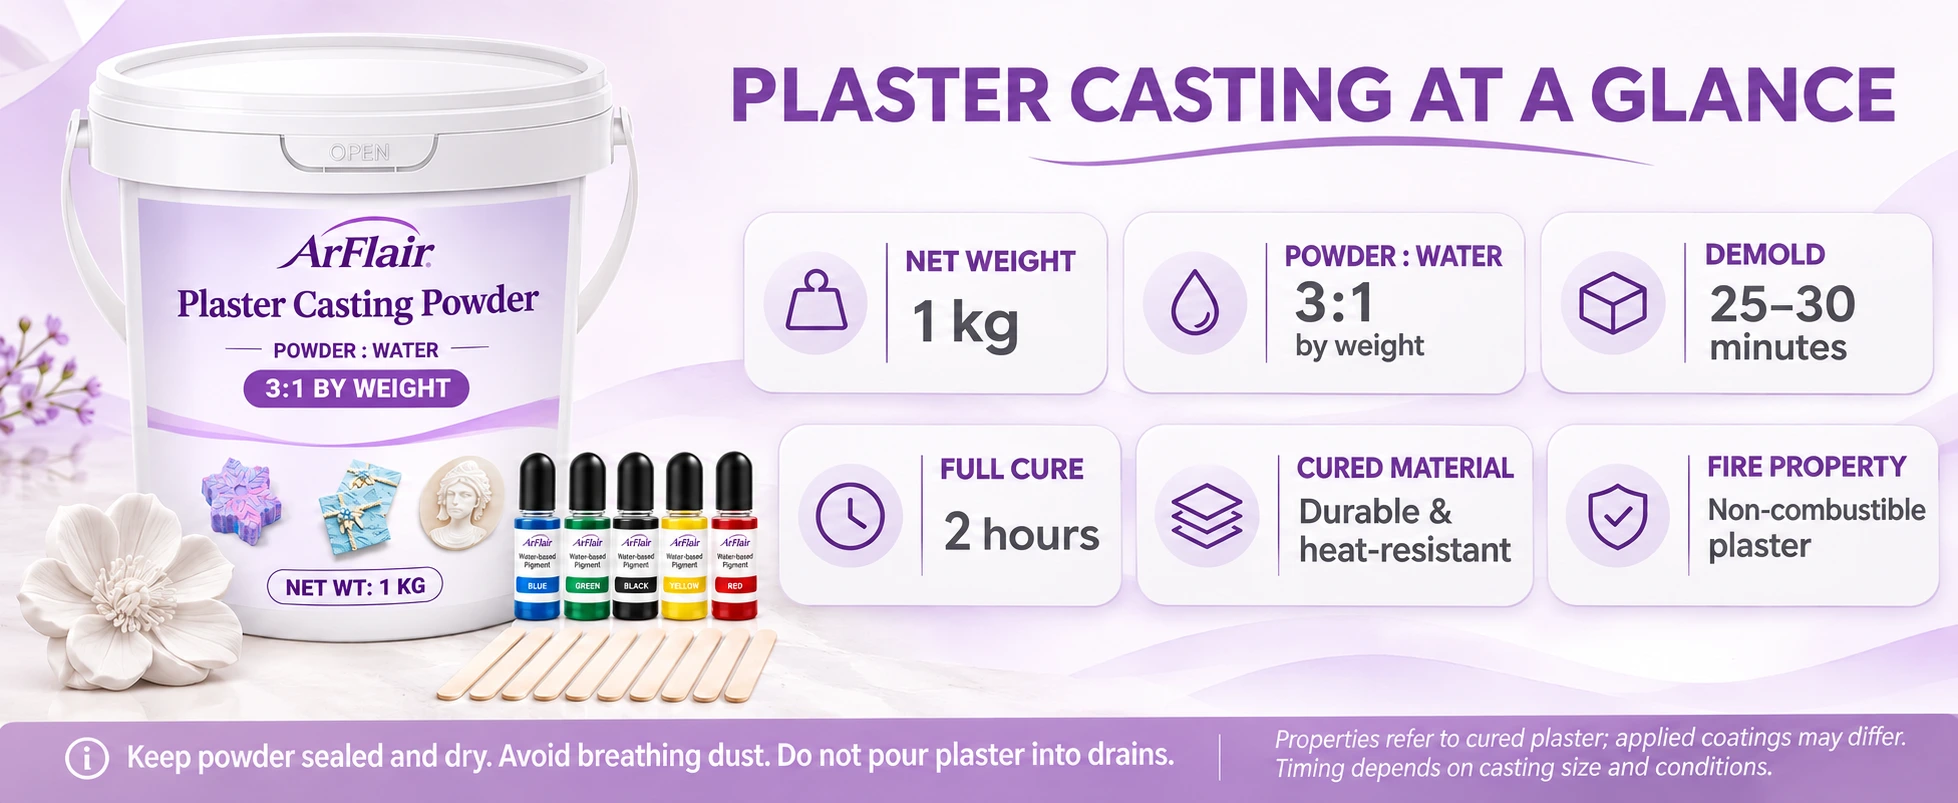 OPEN
ArFlair
Plaster Casting Powder
POWDER : WATER
3:1 BY WEIGHT
NET WT: 1 KG
ArFlair
Water-based
Pigment
BLUE
ArFlair
Water-based
Pigment
GREEN
ArFlair
Water-based
Pigment
BLACK
ArFlair
Water-based
Pigment
YELLOW
ArFlair
Water-based
Pigment
RED
PLASTER CASTING AT A GLANCE
NET WEIGHT
1 kg
POWDER : WATER
3:1
by weight
DEMOLD
25–30
minutes
FULL CURE
2 hours
CURED MATERIAL
Durable &
heat-resistant
FIRE PROPERTY
Non-combustible
plaster
Keep powder sealed and dry. Avoid breathing dust. Do not pour plaster into drains.
Properties refer to cured plaster; applied coatings may differ.
Timing depends on casting size and conditions.